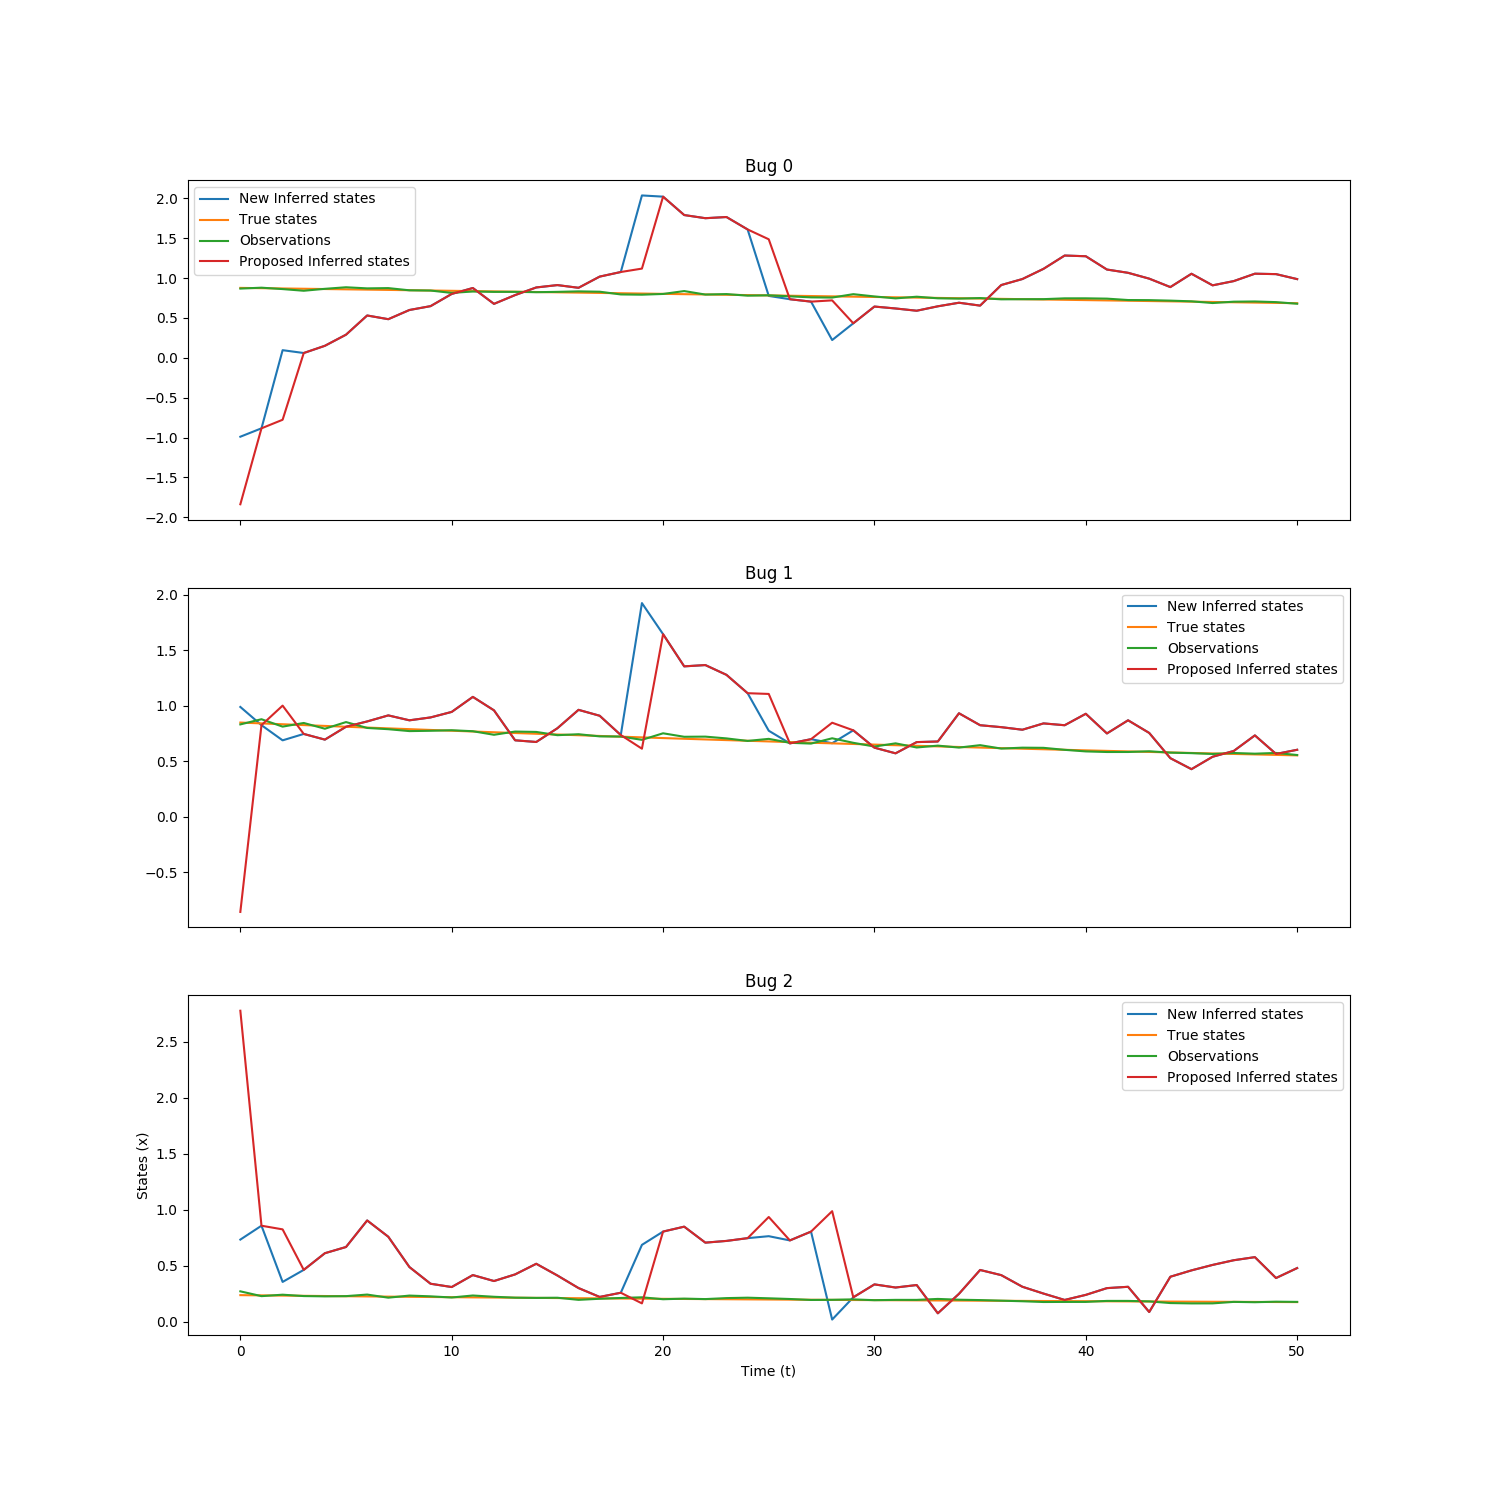 Bug 0
New Inferred states
True states
Observations
Proposed Inferred states
2.0
1.5
1.0
0.5
0.0
−0.5
−1.0
−1.5
−2.0
Bug 1
New Inferred states
True states
Observations
Proposed Inferred states
2.0
1.5
1.0
0.5
0.0
−0.5
Bug 2
New Inferred states
True states
Observations
Proposed Inferred states
2.5
2.0
1.5
1.0
0.5
0.0
States (x)
0 10 20 30 40 50
Time (t)